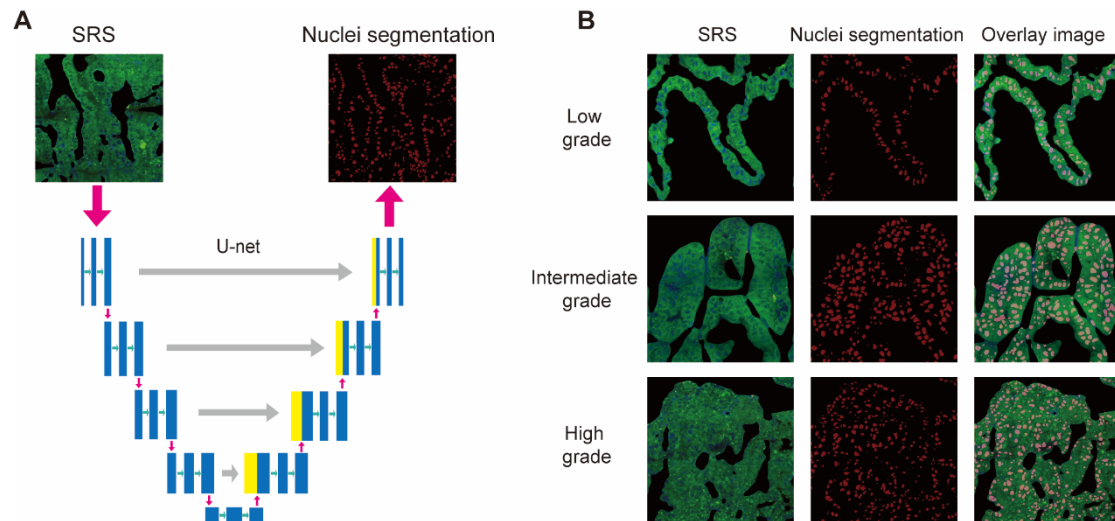 A
SRS
Nuclei segmentation
U-net
B
SRS
Nuclei segmentation
Overlay image
Low
grade
Intermediate
grade
High
grade